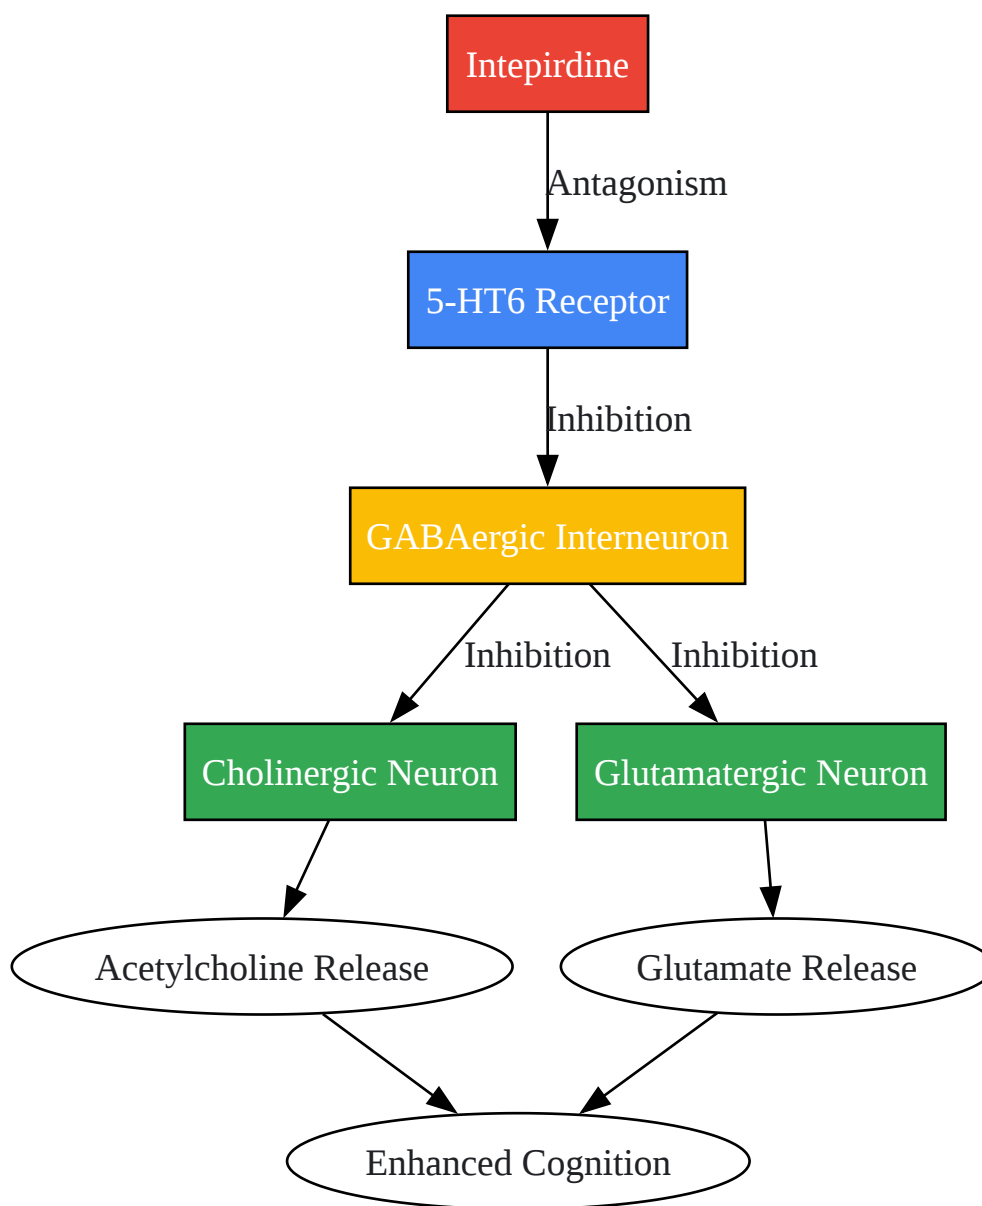 Intepirdine
Antagonism
5-HT6 Receptor
Inhibition
GABAergic Interneuron
Inhibition
Inhibition
Cholinergic Neuron
Glutamatergic Neuron
Acetylcholine Release
Glutamate Release
Enhanced Cognition